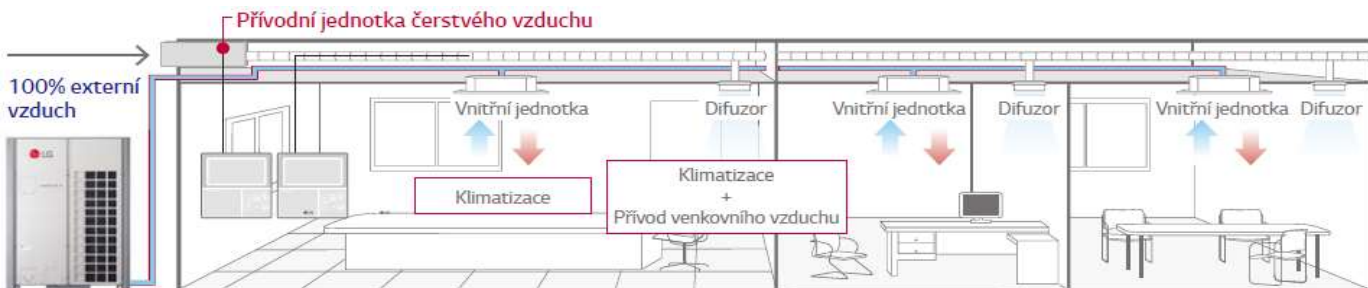 Přívodní jednotka čerstvého vzduchu
100% externí
vzduch
Vnitřní jednotka
Difuzor
Vnitřní jednotka
Difuzor
Vnitřní jednotka
Difuzor
LG
Klimatizace
Klimatizace
+
Přívod venkovního vzduchu